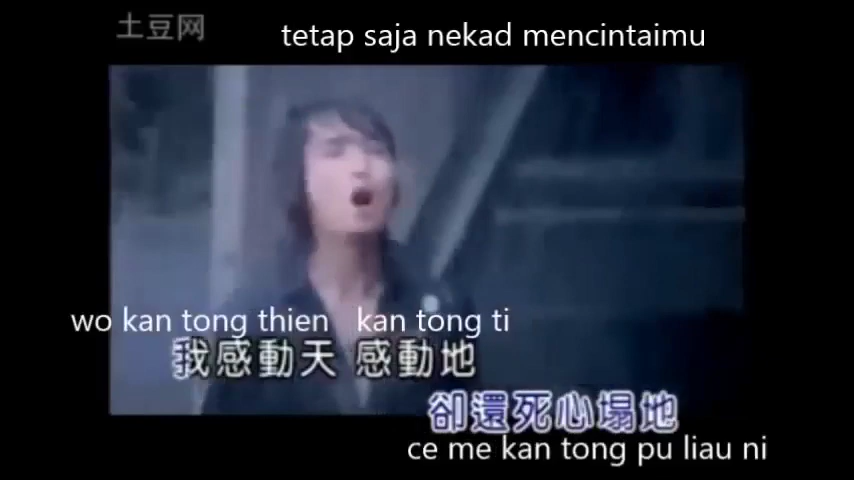 土豆网
tetap saja nekad mencintaimu
wo kan tong thien kan tong ti
我感動天 感動地
卻還死心塌地
ce me kan tong pu liau ni